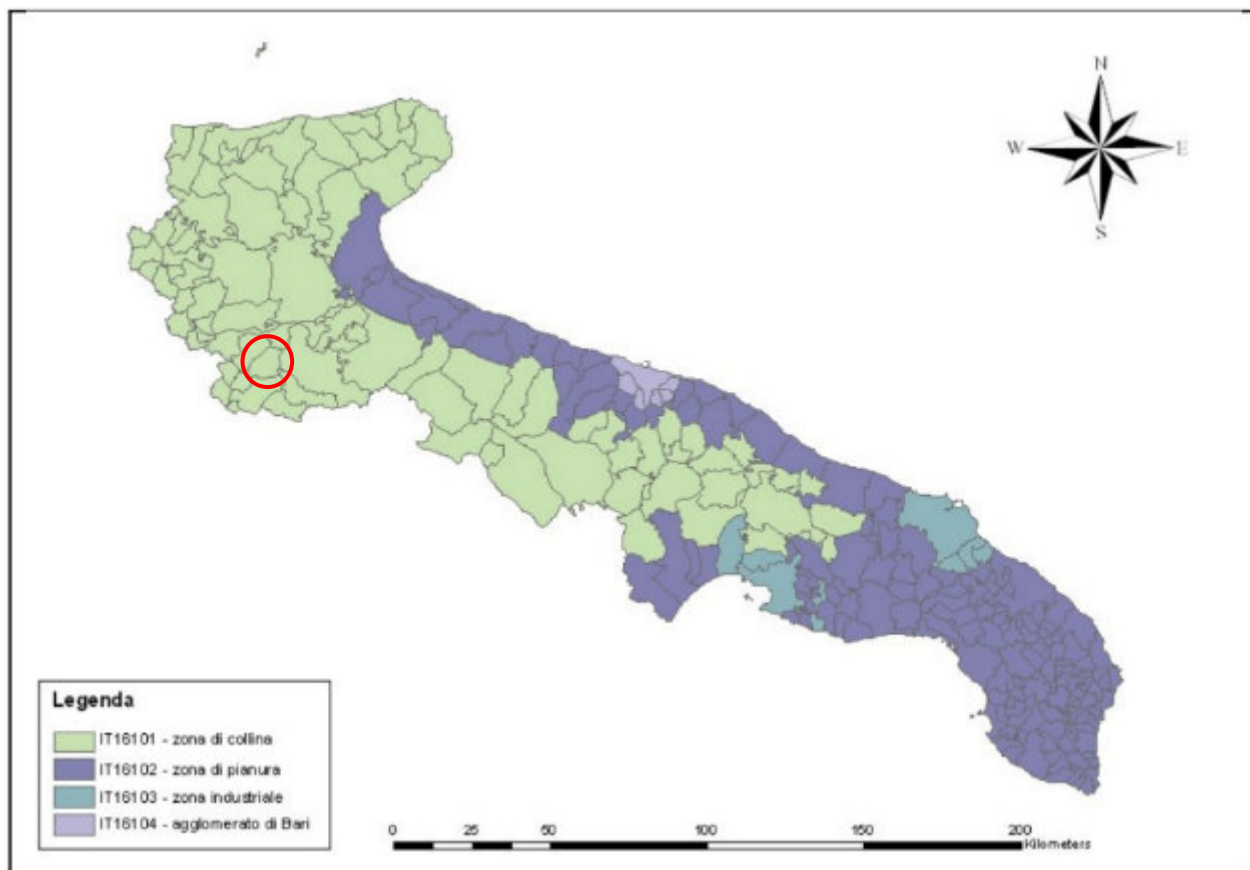 N
W E
S
Legenda
IT16101 - zona di collina
IT16102 - zona di pianura
IT16103 - zona industriale
IT16104 - agglomerato di Bari
0 25 50 100 150 200
Kilometers